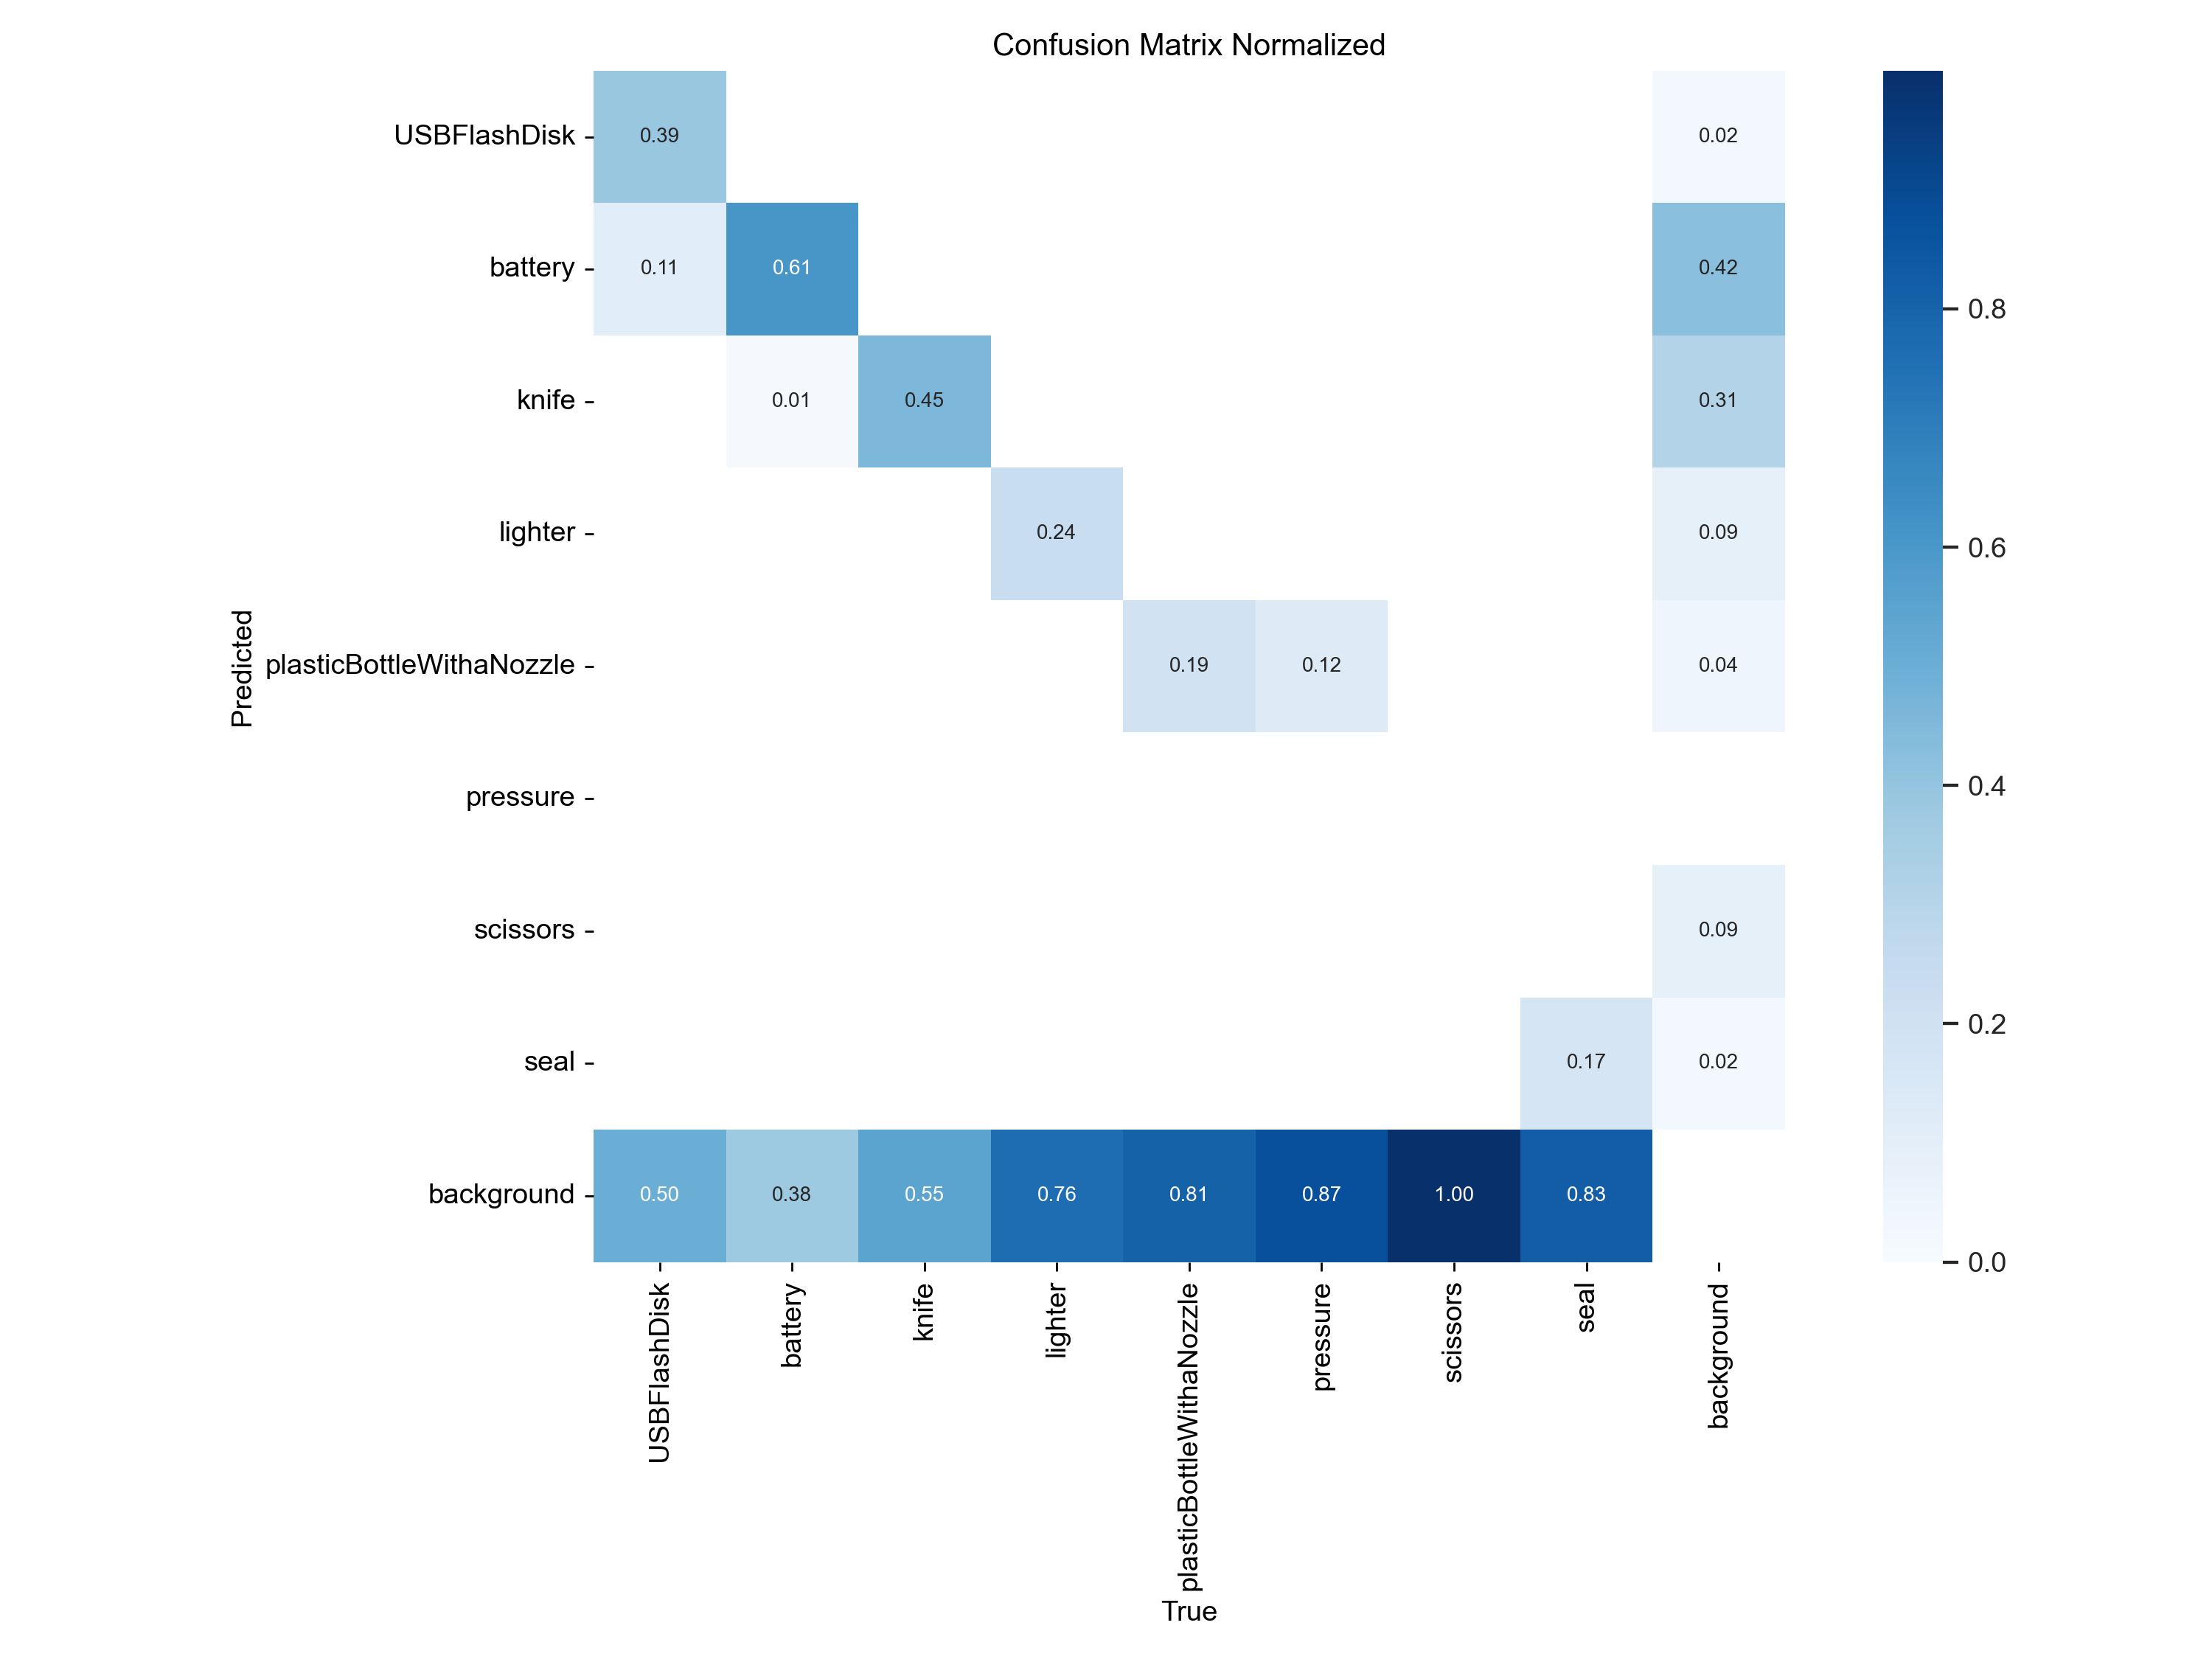 Confusion Matrix Normalized
USBFlashDisk 0.39 0.02
battery 0.11 0.61 0.42
0.8
knife 0.01 0.45 0.31
0.6
lighter 0.24 0.09
Predicted
plasticBottleWithaNozzle 0.19 0.12 0.04
pressure
0.4
scissors 0.09
0.2
seal 0.17 0.02
background 0.50 0.38 0.55 0.76 0.81 0.87 1.00 0.83
0.0
USBFlashDisk
battery
knife
lighter
plasticBottleWithaNozzle
pressure
scissors
seal
background
True